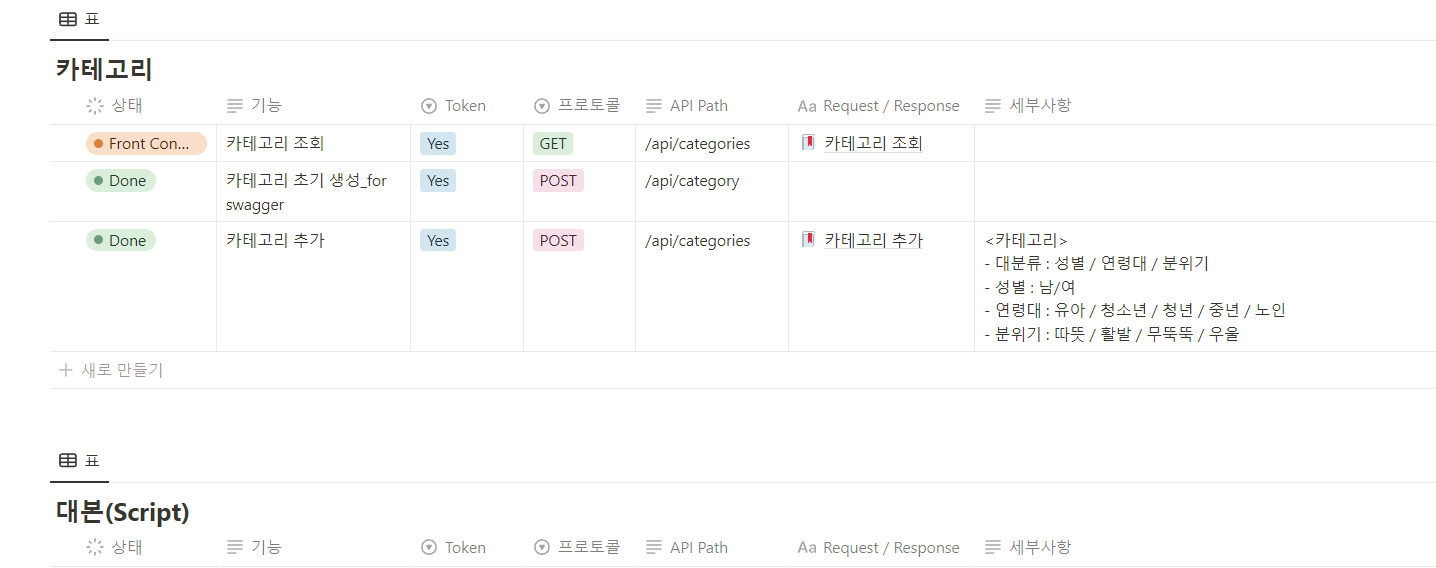 표
카테고리
상태 기능 Token 프로토콜 API Path Aa Request / Response 세부사항
Front Con... 카테고리 조회 Yes GET /api/categories 카테고리 조회
Done 카테고리 초기 생성_for Yes POST /api/category
swagger
Done 카테고리 추가 Yes POST /api/categories 카테고리 추가 <카테고리>
- 대분류 : 성별 / 연령대 / 분위기
- 성별 : 남/여
- 연령대 : 유아 / 청소년 / 청년 / 중년 / 노인
- 분위기 : 따뜻 / 활발 / 무뚝뚝 / 우울
+ 새로 만들기
표
대본(Script)
상태 기능 Token 프로토콜 API Path Aa Request / Response 세부사항